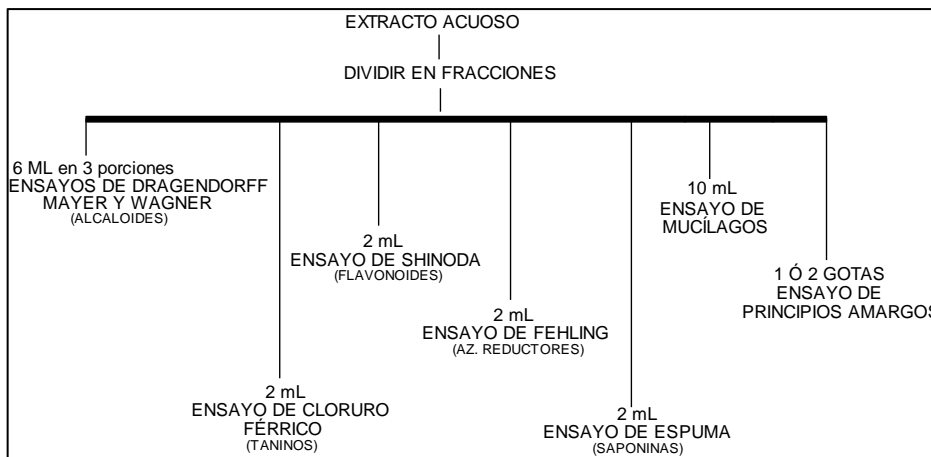 EXTRACTO ACUOSO
DIVIDIR EN FRACCIONES
6 ML en 3 porciones
ENSAYOS DE DRAGENDORFF
MAYER Y WAGNER
(ALCALOIDES)
2 mL
ENSAYO DE CLORURO
FÉRRICO
(TANINOS)
2 mL
ENSAYO DE SHINODA
(FLAVONOIDES)
2 mL
ENSAYO DE FEHLING
(AZ. REDUCTORES)
2 mL
ENSAYO DE ESPUMA
(SAPONINAS)
10 mL
ENSAYO DE
MUCÍLAGOS
1 Ó 2 GOTAS
ENSAYO DE
PRINCIPIOS AMARGOS